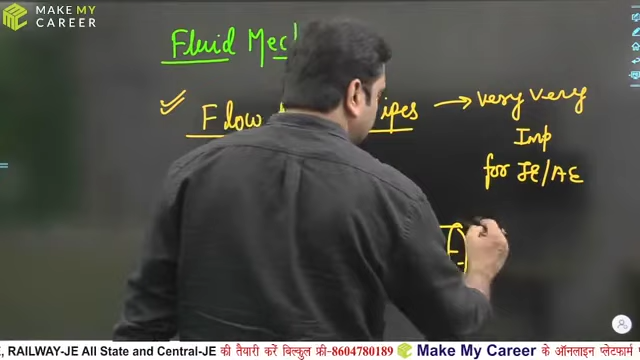 MAKE MY
CAREER
Fluid Mec
Flow ipes → very very
Imp
for JE/AE
, RAILWAY-JE All State and Central-JE की तैयारी करें बिल्कुल फ्री-8604780189 Make My Career के ऑनलाइन प्लेटफार्म